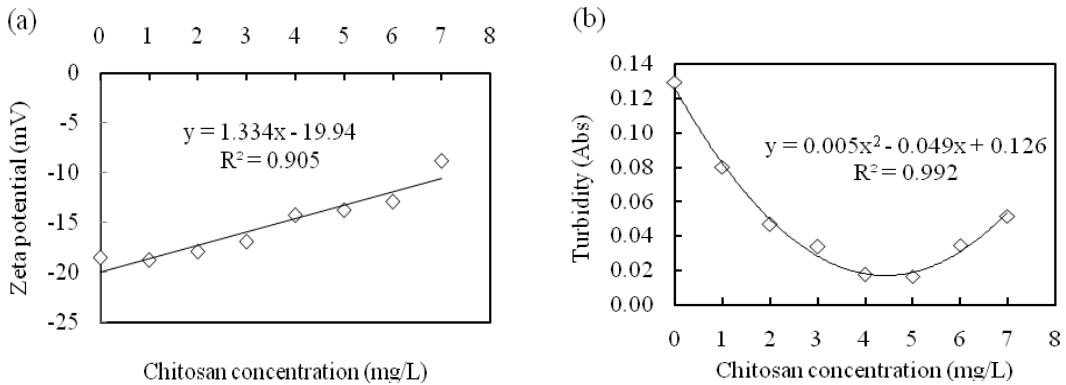 (a)
0 1 2 3 4 5 6 7 8
0
-5
-10
-15
-20
-25
Zeta potential (mV)
y = 1.334x - 19.94
R² = 0.905
Chitosan concentration (mg/L)
(b)
0.14
0.12
0.10
0.08
0.06
0.04
0.02
0.00
Turbidity (Abs)
y = 0.005x² - 0.049x + 0.126
R² = 0.992
0 1 2 3 4 5 6 7 8
Chitosan concentration (mg/L)